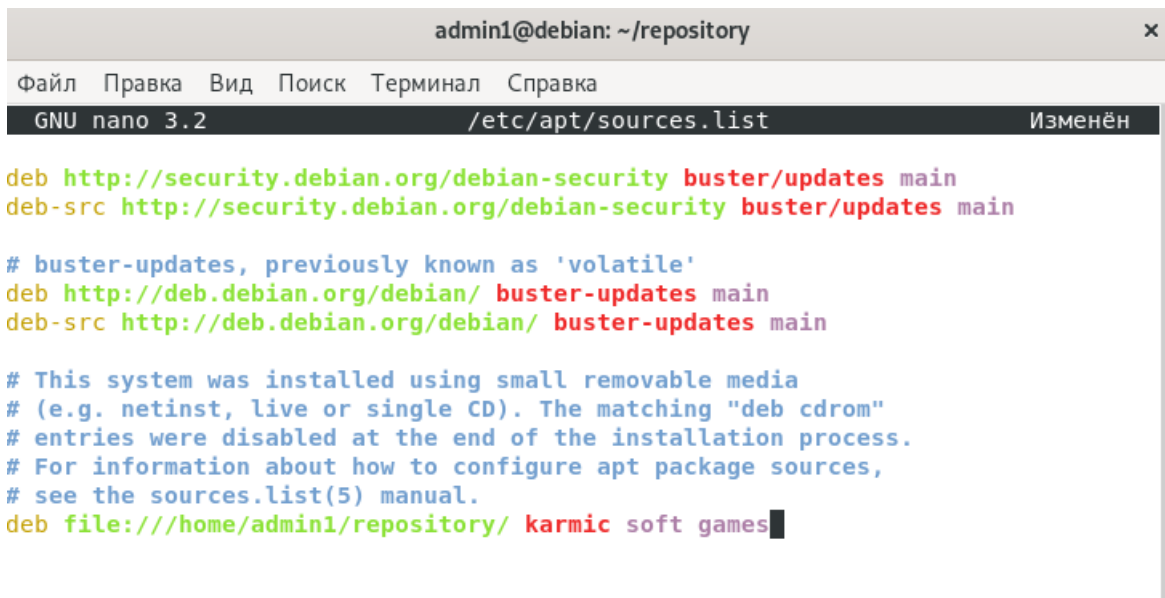 admin1@debian: ~/repository ×
Файл Правка Вид Поиск Терминал Справка
GNU nano 3.2 /etc/apt/sources.list Изменён
deb http://security.debian.org/debian-security buster/updates main
deb-src http://security.debian.org/debian-security buster/updates main
# buster-updates, previously known as 'volatile'
deb http://deb.debian.org/debian/ buster-updates main
deb-src http://deb.debian.org/debian/ buster-updates main
# This system was installed using small removable media
# (e.g. netinst, live or single CD). The matching "deb cdrom"
# entries were disabled at the end of the installation process.
# For information about how to configure apt package sources,
# see the sources.list(5) manual.
deb file:///home/admin1/repository/ karmic soft games